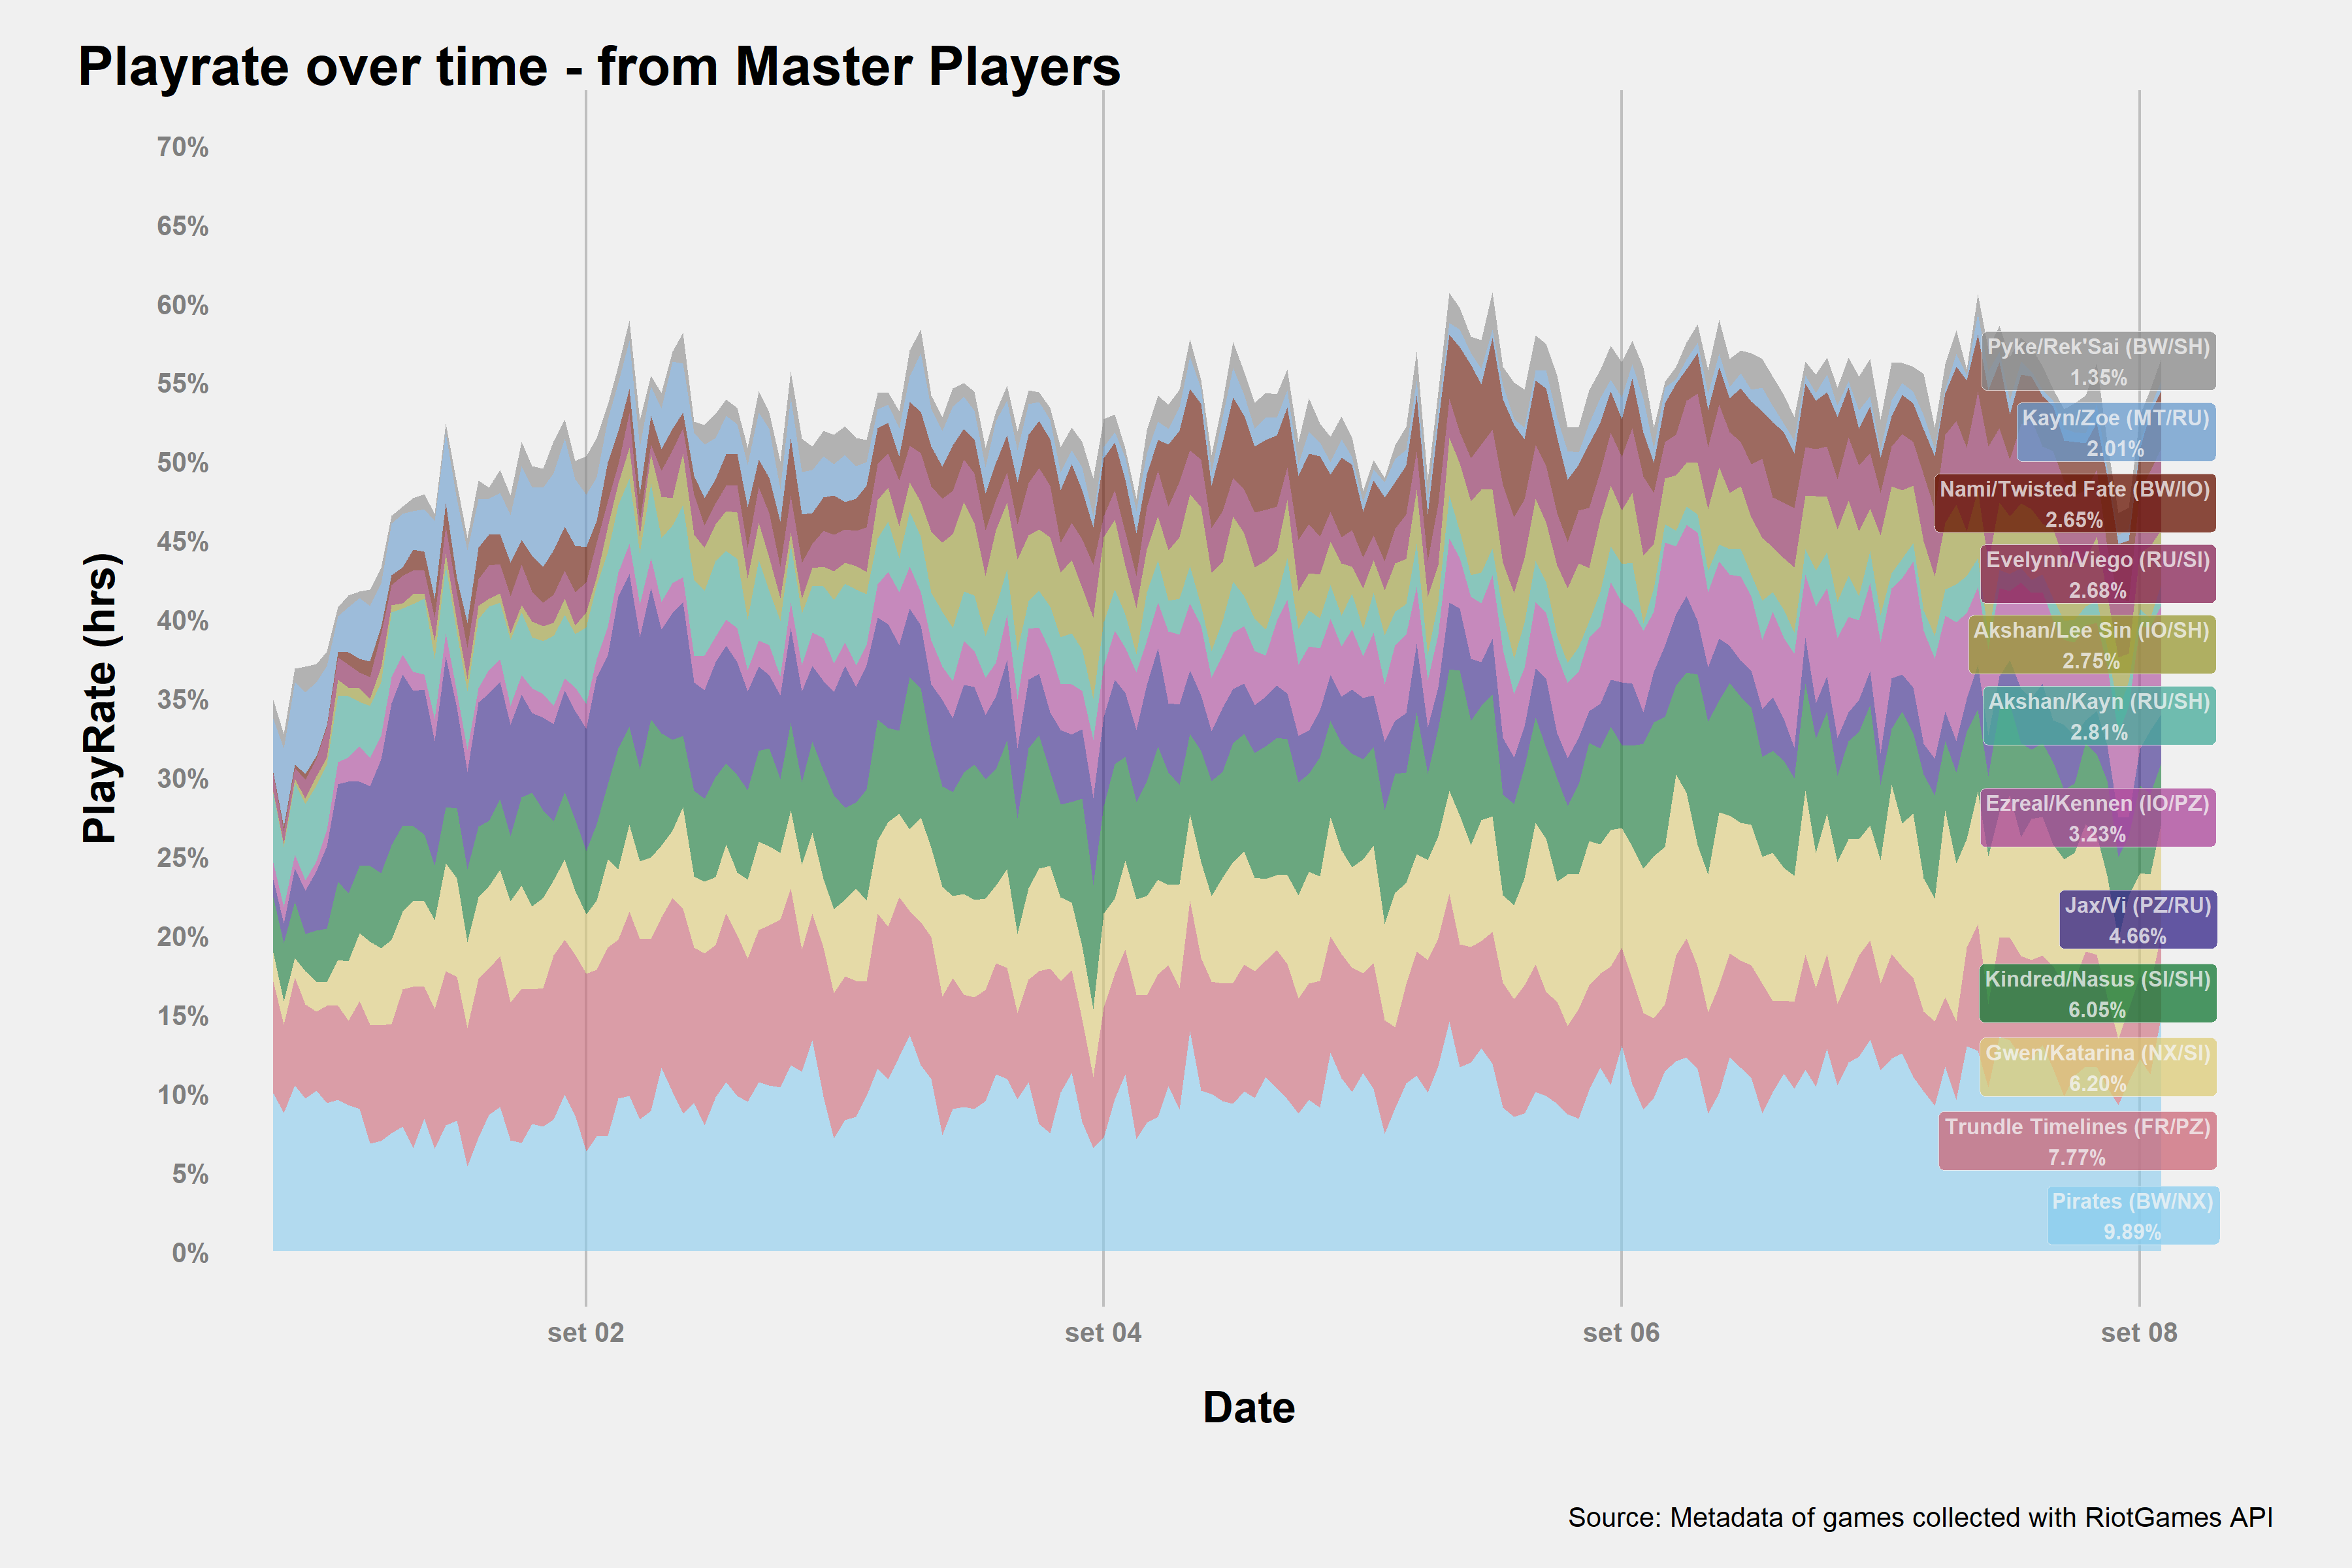 Playrate over time - from Master Players
PlayRate (hrs)
70%
65%
60%
55%
50%
45%
40%
35%
30%
25%
20%
15%
10%
5%
0%
Pyke/Rek'Sai (BW/SH)
1.35%
Kayn/Zoe (MT/RU)
2.01%
Nami/Twisted Fate (BW/IO)
2.65%
Evelynn/Viego (RU/SI)
2.68%
Akshan/Lee Sin (IO/SH)
2.75%
Akshan/Kayn (RU/SH)
2.81%
Ezreal/Kennen (IO/PZ)
3.23%
Jax/Vi (PZ/RU)
4.66%
Kindred/Nasus (SI/SH)
6.05%
Gwen/Katarina (NX/SI)
6.20%
Trundle Timelines (FR/PZ)
7.77%
Pirates (BW/NX)
9.89%
set 02
set 04
set 06
set 08
Date
Source: Metadata of games collected with RiotGames API